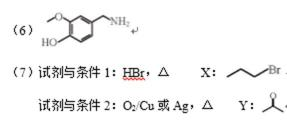 (6) O NH₂ HO
(7) 试剂与条件 1:HBr,△ X: Br
试剂与条件 2:O₂/Cu 或 Ag,△ Y: O